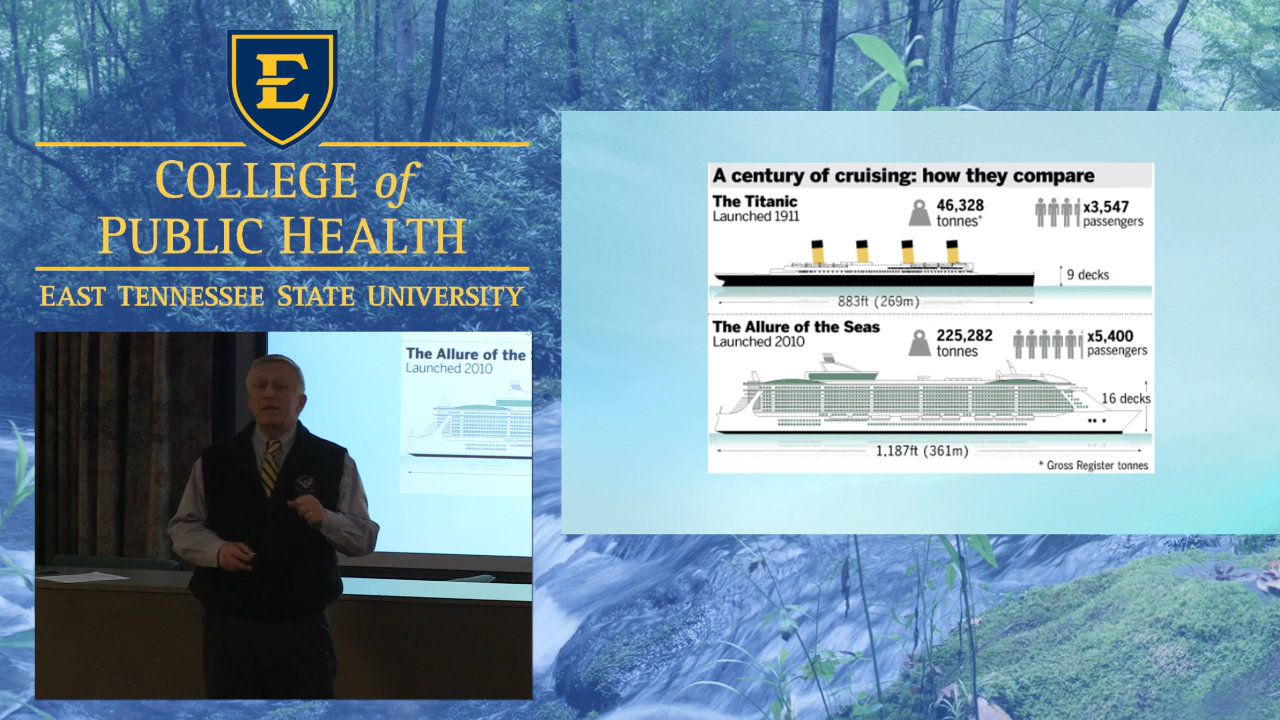 E
COLLEGE of
PUBLIC HEALTH
EAST TENNESSEE STATE UNIVERSITY
The Allure of the
Launched 2010
A century of cruising: how they compare
The Titanic
Launched 1911
46,328
tonnes*
x3,547
passengers
9 decks
883ft (269m)
The Allure of the Seas
Launched 2010
225,282
tonnes
x5,400
passengers
16 decks
1,187ft (361m)
* Gross Register tonnes